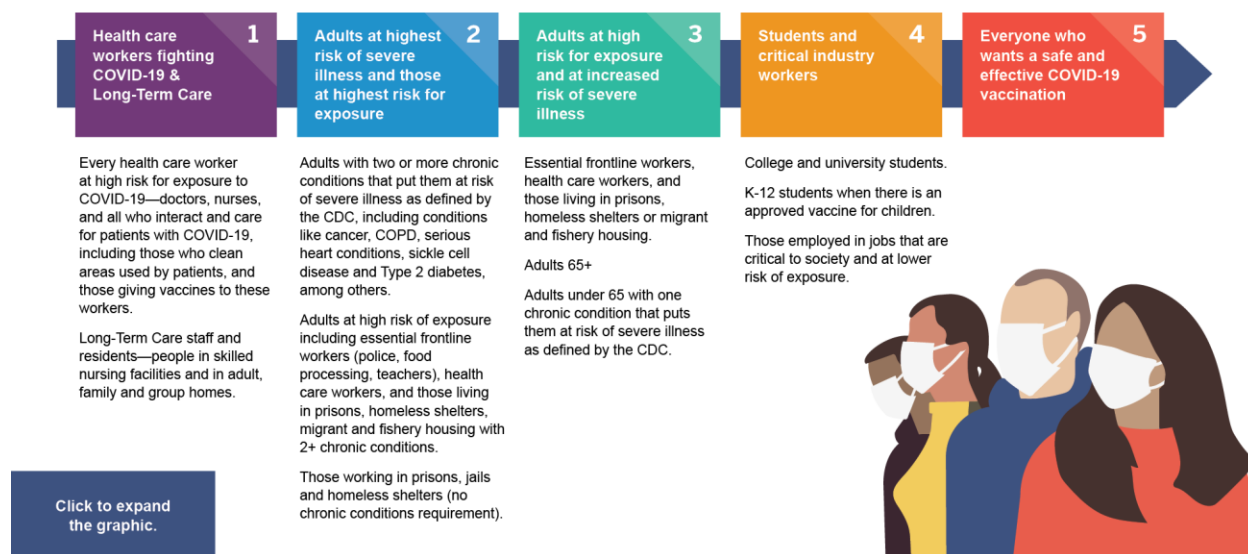 Health care
workers fighting
COVID-19 &
Long-Term Care
1
Adults at highest
risk of severe
illness and those
at highest risk for
exposure
2
Adults at high
risk for exposure
and at increased
risk of severe
illness
3
Students and
critical industry
workers
4
Everyone who
wants a safe and
effective COVID-19
vaccination
5
Every health care worker
at high risk for exposure to
COVID-19—doctors, nurses,
and all who interact and care
for patients with COVID-19,
including those who clean
areas used by patients, and
those giving vaccines to these
workers.
Long-Term Care staff and
residents—people in skilled
nursing facilities and in adult,
family and group homes.
Adults with two or more chronic
conditions that put them at risk
of severe illness as defined by
the CDC, including conditions
like cancer, COPD, serious
heart conditions, sickle cell
disease and Type 2 diabetes,
among others.
Adults at high risk of exposure
including essential frontline
workers (police, food
processing, teachers), health
care workers, and those living
in prisons, homeless shelters,
migrant and fishery housing with
2+ chronic conditions.
Those working in prisons, jails
and homeless shelters (no
chronic conditions requirement).
Essential frontline workers,
health care workers, and
those living in prisons,
homeless shelters or migrant
and fishery housing.
Adults 65+
Adults under 65 with one
chronic condition that puts
them at risk of severe illness
as defined by the CDC.
College and university students.
K-12 students when there is an
approved vaccine for children.
Those employed in jobs that are
critical to society and at lower
risk of exposure.
Click to expand
the graphic.